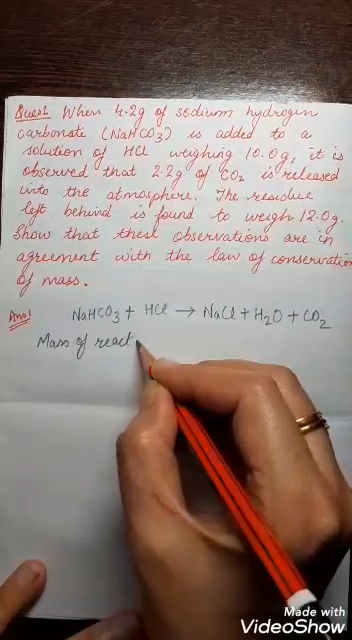 Ques! When 4.2g of sodium hydrogen
carbonate (NaHCO3) is added to a
solution of HCl weighing 10.0g, it is
observed that 2.2g of CO2 is released
into the atmosphere. The residue
left behind is found to weigh 12.0g.
Show that these observations are in
agreement with the law of conservation
of mass.
Ans! NaHCO3 + HCl → NaCl + H2O + CO2
Mass of react
Made with
VideoShow